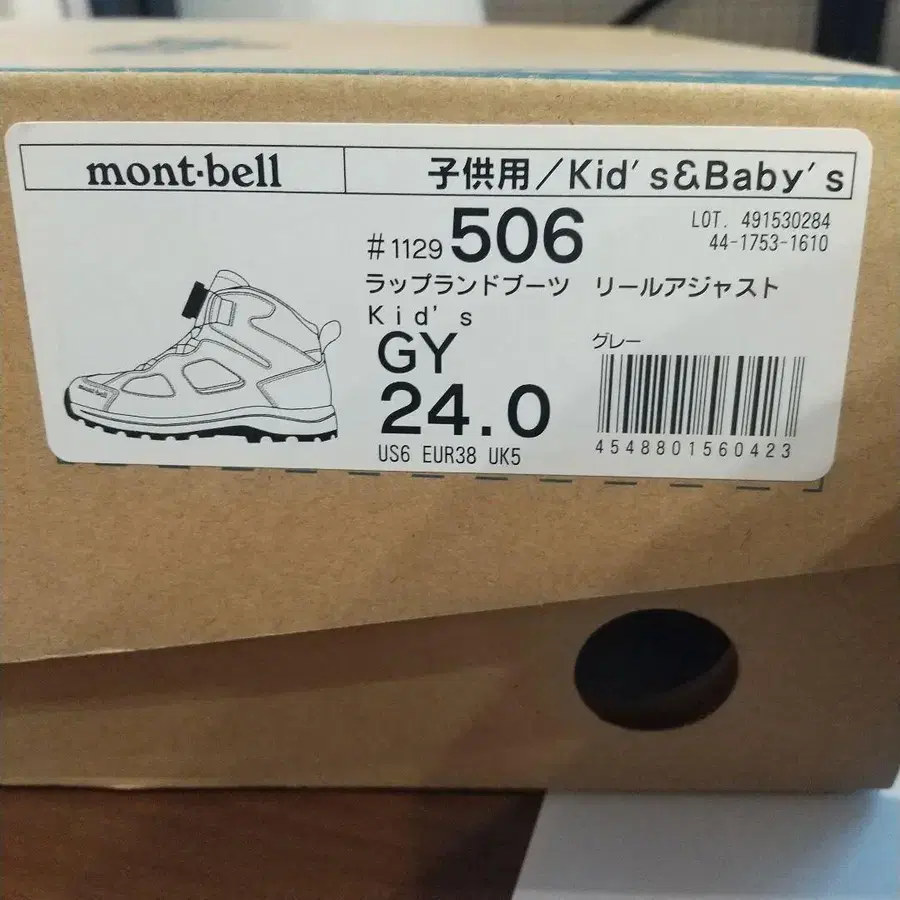 mont·bell
子供用/Kid's&Baby's
#1129 506
LOT. 491530284
44-1753-1610
ラップランドブーツ リールアジャスト
Kid's
GY
グレー
24.0
US6 EUR38 UK5
4548801560423
mont-bell